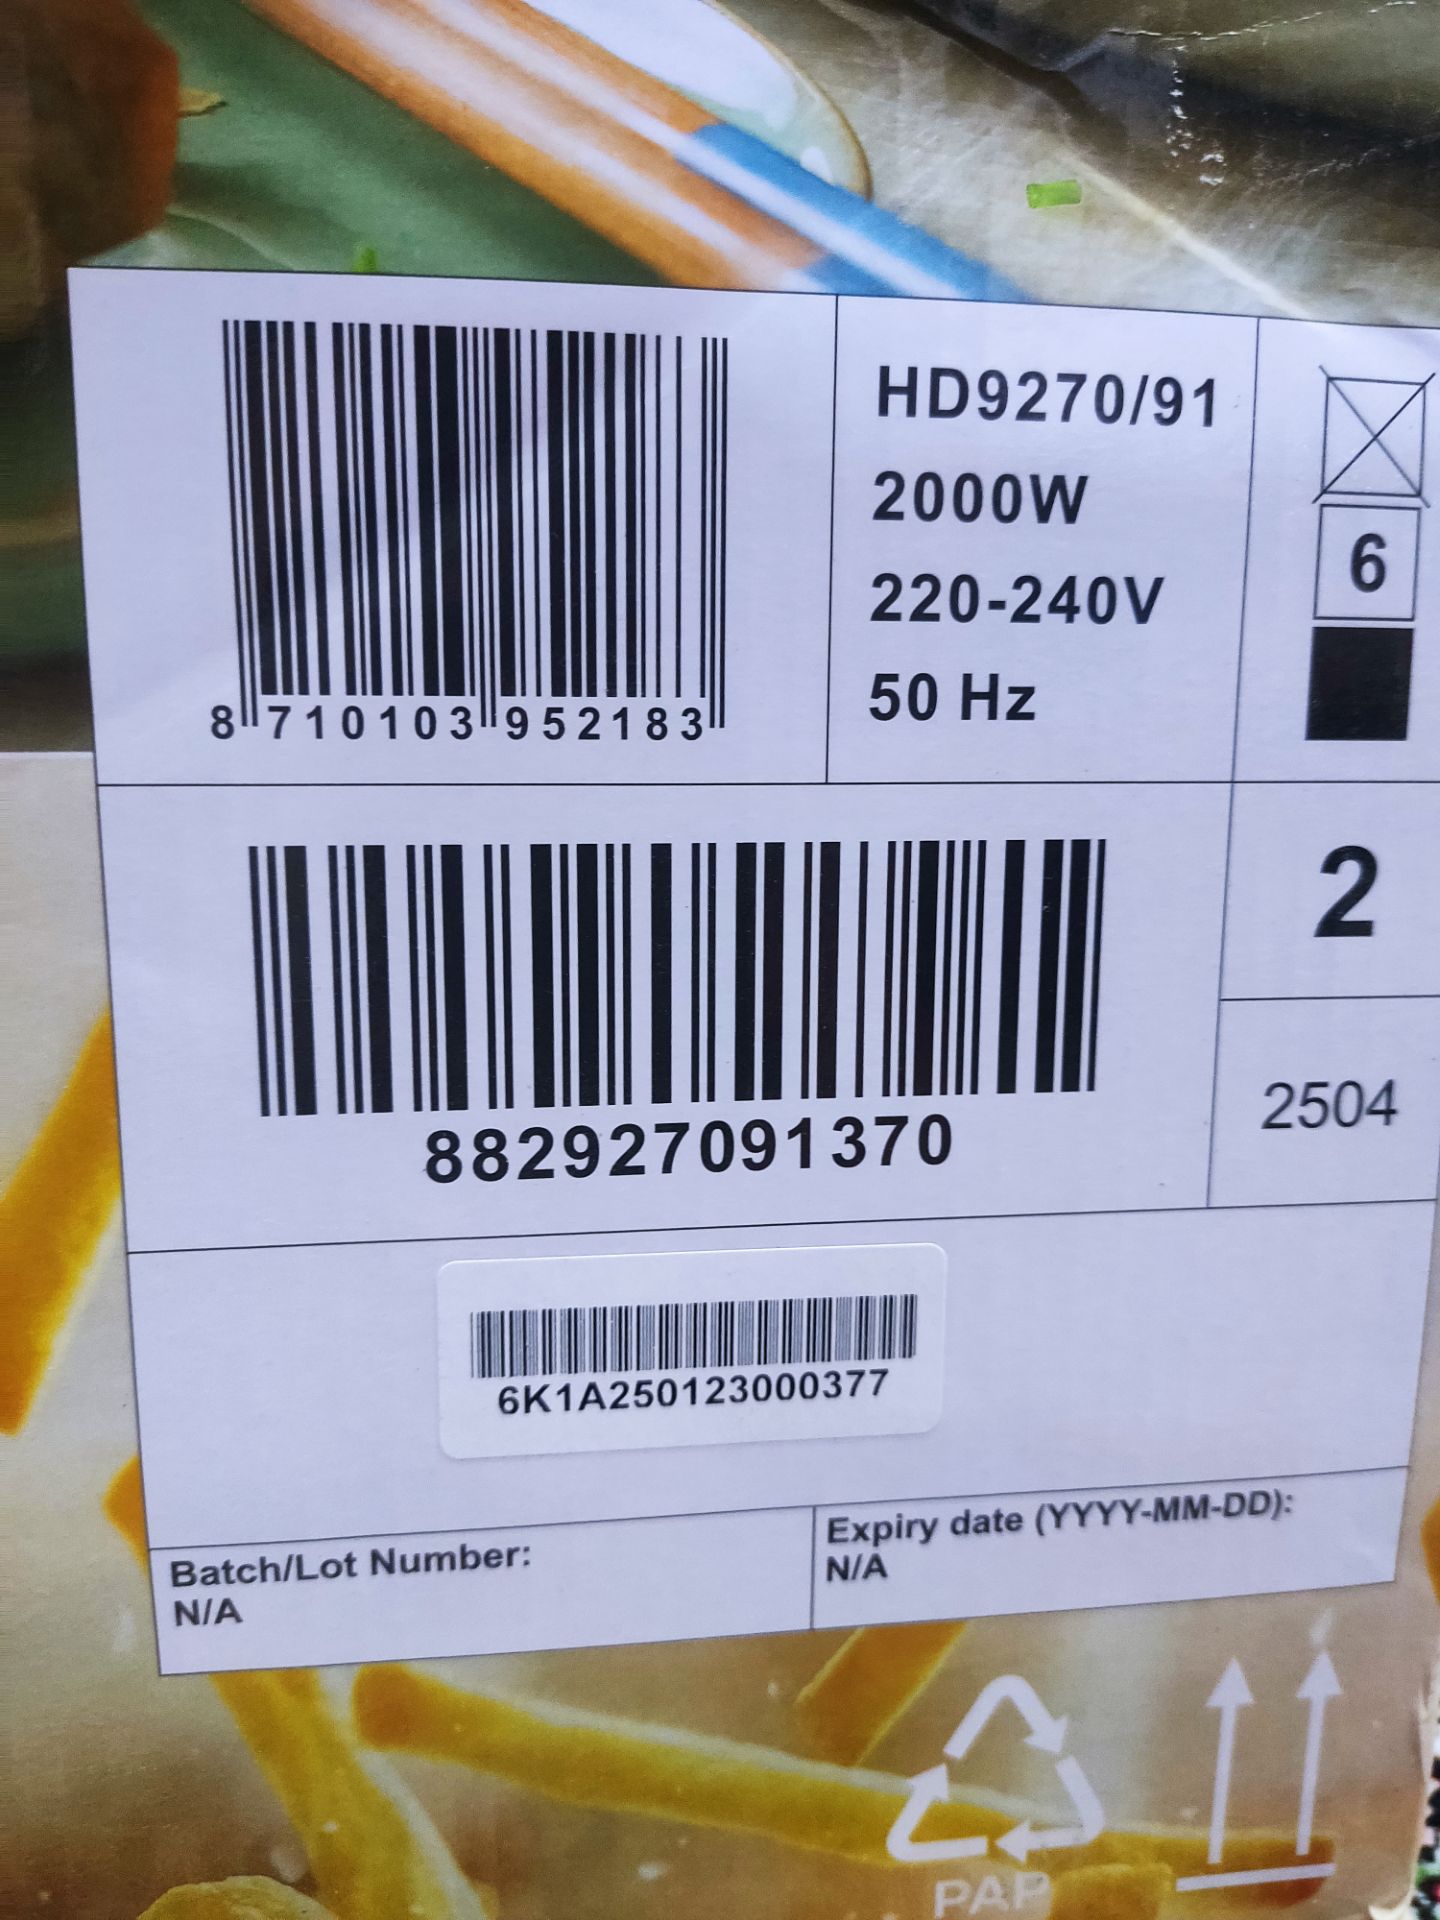 8 710103 952183
HD9270/91
2000W
220-240V
50 Hz
6
882927091370
2
2504
6K1A250123000377
Batch/Lot Number:
N/A
Expiry date (YYYY-MM-DD):
N/A
PAP